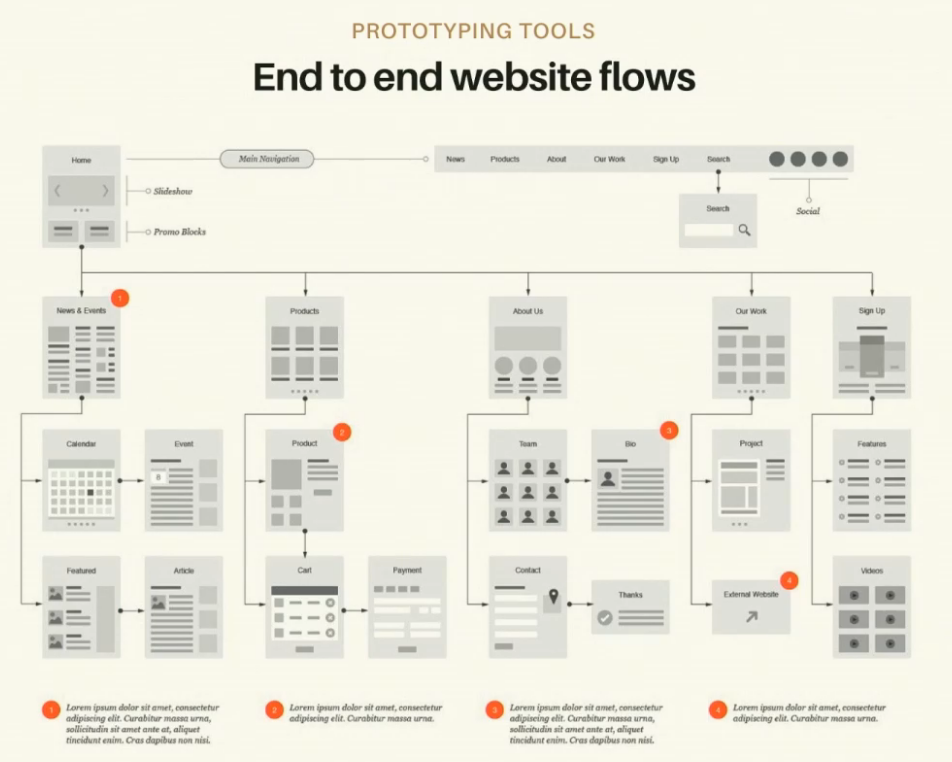 PROTOTYPING TOOLS
End to end website flows
Home
Main Navigation
News
Products
About
Our Work
Sign Up
Search
Slideshow
Promo Blocks
Search
Social
1
News & Events
Products
About Us
Our Work
Sign Up
Calendar
Event
8
2
Product
Team
3
Bio
Project
Features
Featured
Article
Cart
Payment
Contact
Thanks
4
External Website
Videos
1
Lorem ipsum dolor sit amet, consectetur
adipiscing elit. Curabitur massa urna,
sollicitudin sit amet ante at, aliquet
tincidunt enim. Cras dapibus non nisi.
2
Lorem ipsum dolor sit amet, consectetur
adipiscing elit. Curabitur massa urna.
3
Lorem ipsum dolor sit amet, consectetur
adipiscing elit. Curabitur massa urna,
sollicitudin sit amet ante at, aliquet
tincidunt enim. Cras dapibus non nisi.
4
Lorem ipsum dolor sit amet, consectetur
adipiscing elit. Curabitur massa urna.